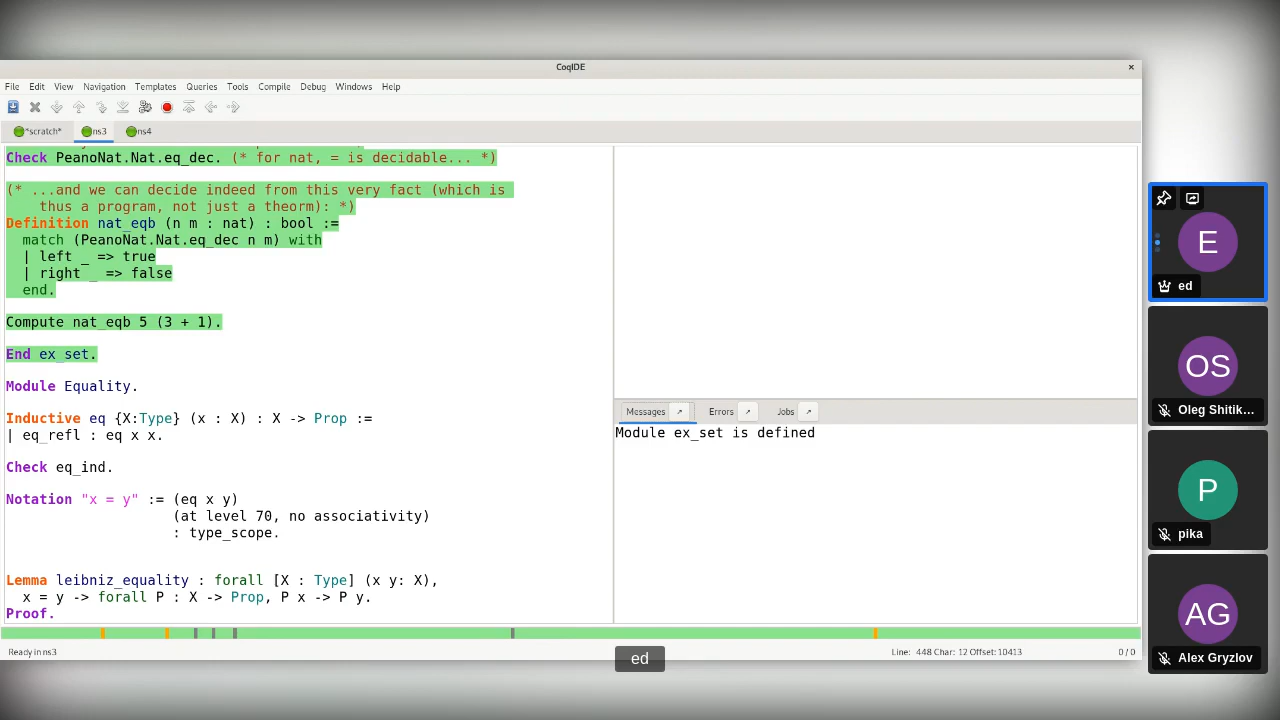 CoqIDE
File Edit View Navigation Templates Queries Tools Compile Debug Windows Help
*scratch* ns3 ns4
Check PeanoNat.Nat.eq_dec. (* for nat, = is decidable... *)
(* ...and we can decide indeed from this very fact (which is
thus a program, not just a theorm): *)
Definition nat_eqb (n m : nat) : bool :=
match (PeanoNat.Nat.eq_dec n m) with
| left _ => true
| right _ => false
end.
Compute nat_eqb 5 (3 + 1).
End ex_set.
Module Equality.
Inductive eq {X:Type} (x : X) : X -> Prop :=
| eq_refl : eq x x.
Check eq_ind.
Notation "x = y" := (eq x y)
(at level 70, no associativity)
: type_scope.
Lemma leibniz_equality : forall [X : Type] (x y: X),
x = y -> forall P : X -> Prop, P x -> P y.
Proof.
Messages Errors Jobs
Module ex_set is defined
Ready in ns3
Line: 448 Char: 12 Offset: 10413
0 / 0
ed
E
ed
OS
Oleg Shitik...
P
pika
AG
Alex Gryzlov